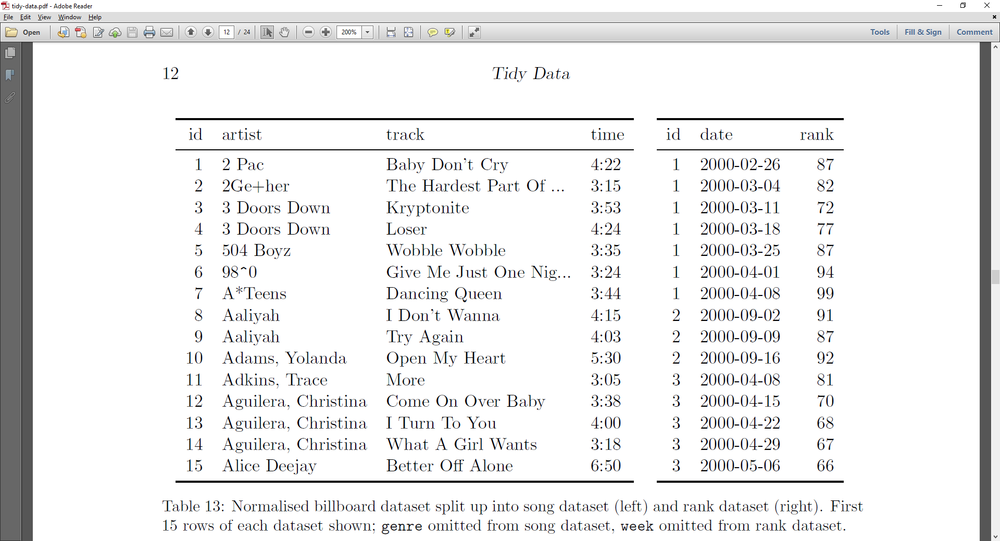 tidy-data.pdf - Adobe Reader
File Edit View Window Help
Open 12 / 24 200% Tools Fill & Sign Comment
12 Tidy Data
id artist track time id date rank
1 2 Pac Baby Don't Cry 4:22 1 2000-02-26 87
2 2Ge+her The Hardest Part Of ... 3:15 1 2000-03-04 82
3 3 Doors Down Kryptonite 3:53 1 2000-03-11 72
4 3 Doors Down Loser 4:24 1 2000-03-18 77
5 504 Boyz Wobble Wobble 3:35 1 2000-03-25 87
6 98^0 Give Me Just One Nig... 3:24 1 2000-04-01 94
7 A*Teens Dancing Queen 3:44 1 2000-04-08 99
8 Aaliyah I Don't Wanna 4:15 2 2000-09-02 91
9 Aaliyah Try Again 4:03 2 2000-09-09 87
10 Adams, Yolanda Open My Heart 5:30 2 2000-09-16 92
11 Adkins, Trace More 3:05 3 2000-04-08 81
12 Aguilera, Christina Come On Over Baby 3:38 3 2000-04-15 70
13 Aguilera, Christina I Turn To You 4:00 3 2000-04-22 68
14 Aguilera, Christina What A Girl Wants 3:18 3 2000-04-29 67
15 Alice Deejay Better Off Alone 6:50 3 2000-05-06 66
Table 13: Normalised billboard dataset split up into song dataset (left) and rank dataset (right). First
15 rows of each dataset shown; genre omitted from song dataset, week omitted from rank dataset.